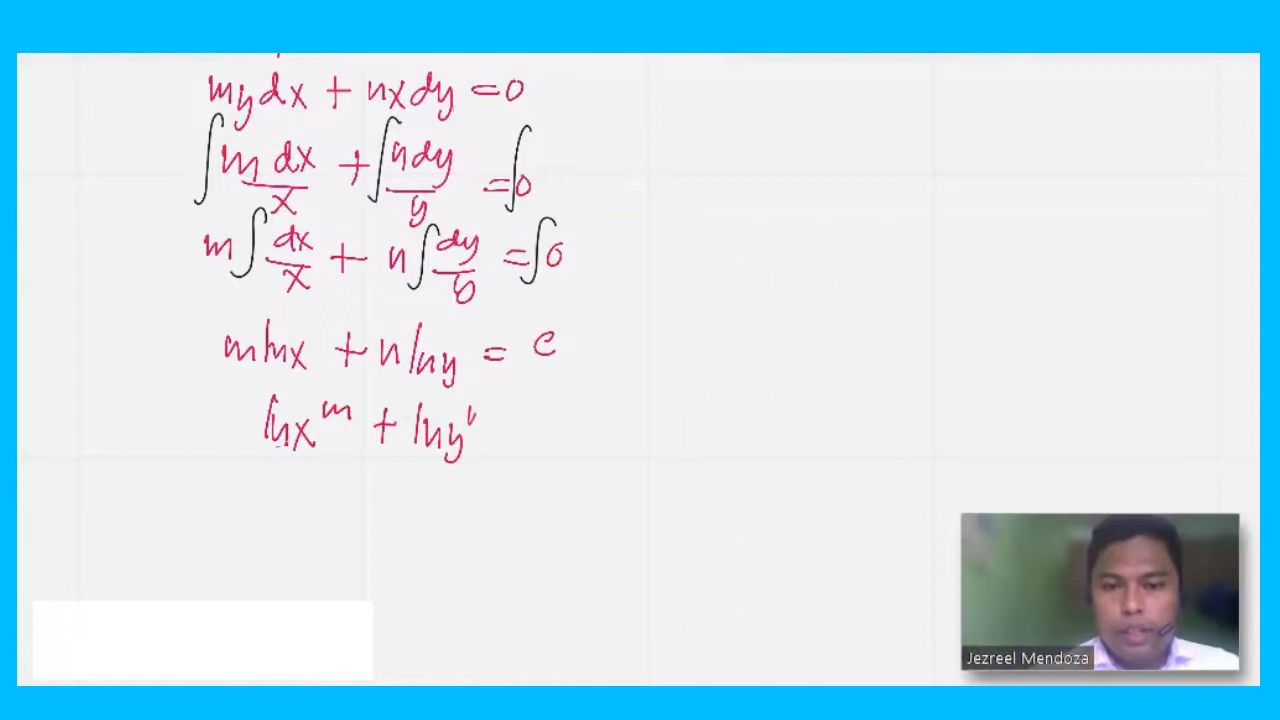 my dx + nx dy = 0
∫ m dx/x + ∫ n dy/y = ∫ 0
m ∫ dx/x + n ∫ dy/y = ∫ 0
m ln x + n ln y = c
ln x^m + ln y
Jezreel Mendoza